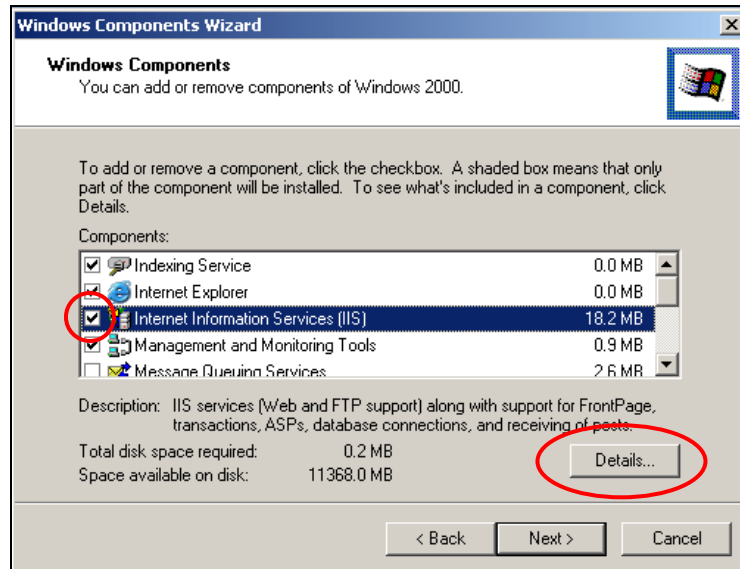 Windows Components Wizard
Windows Components
You can add or remove components of Windows 2000.
To add or remove a component, click the checkbox. A shaded box means that only
part of the component will be installed. To see what's included in a component, click
Details.
Components:
Indexing Service 0.0 MB
Internet Explorer 0.0 MB
Internet Information Services (IIS) 18.2 MB
Management and Monitoring Tools 0.9 MB
Message Queuing Services 2.6 MB
Description: IIS services (Web and FTP support) along with support for FrontPage,
transactions, ASPs, database connections, and receiving of posts.
Total disk space required: 0.2 MB
Space available on disk: 11368.0 MB
Details...
< Back Next > Cancel